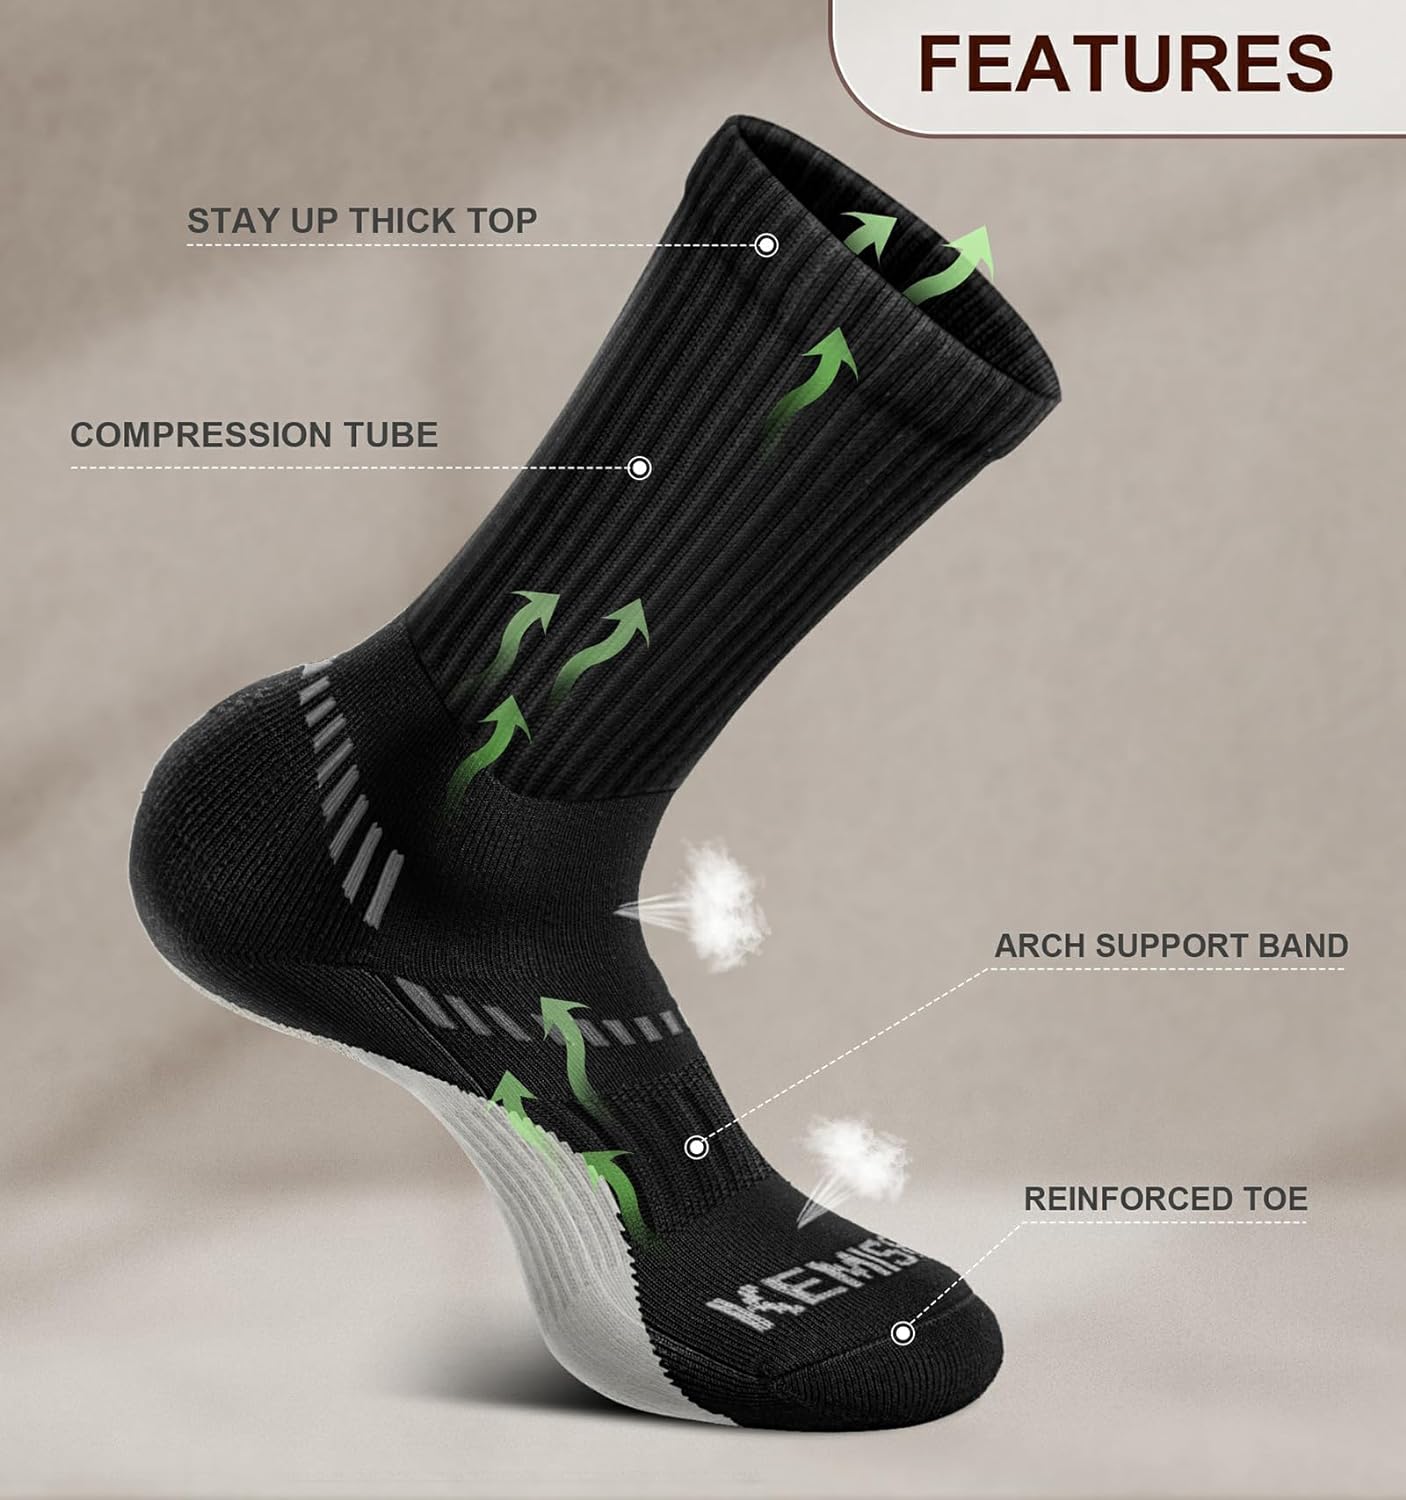 FEATURES
STAY UP THICK TOP
COMPRESSION TUBE
ARCH SUPPORT BAND
REINFORCED TOE